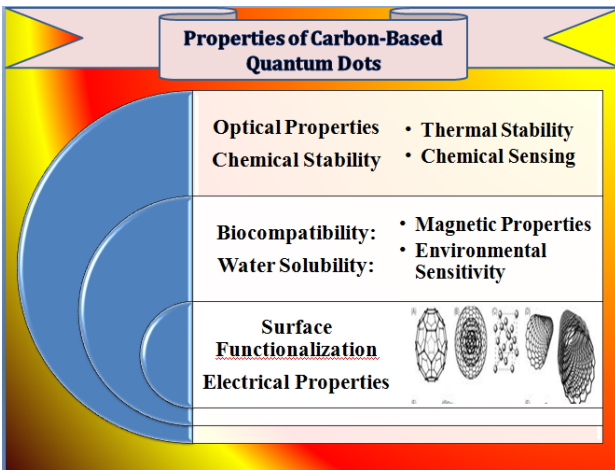 Properties of Carbon-Based
Quantum Dots
Optical Properties
Chemical Stability
• Thermal Stability
• Chemical Sensing
Biocompatibility:
Water Solubility:
• Magnetic Properties
• Environmental
Sensitivity
Surface
Functionalization
Electrical Properties